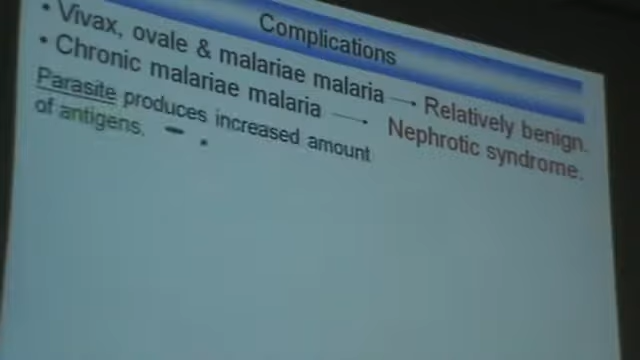 Complications
• Vivax, ovale & malariae malaria → Relatively benign.
• Chronic malariae malaria → Nephrotic syndrome.
Parasite produces increased amount
of antigens.